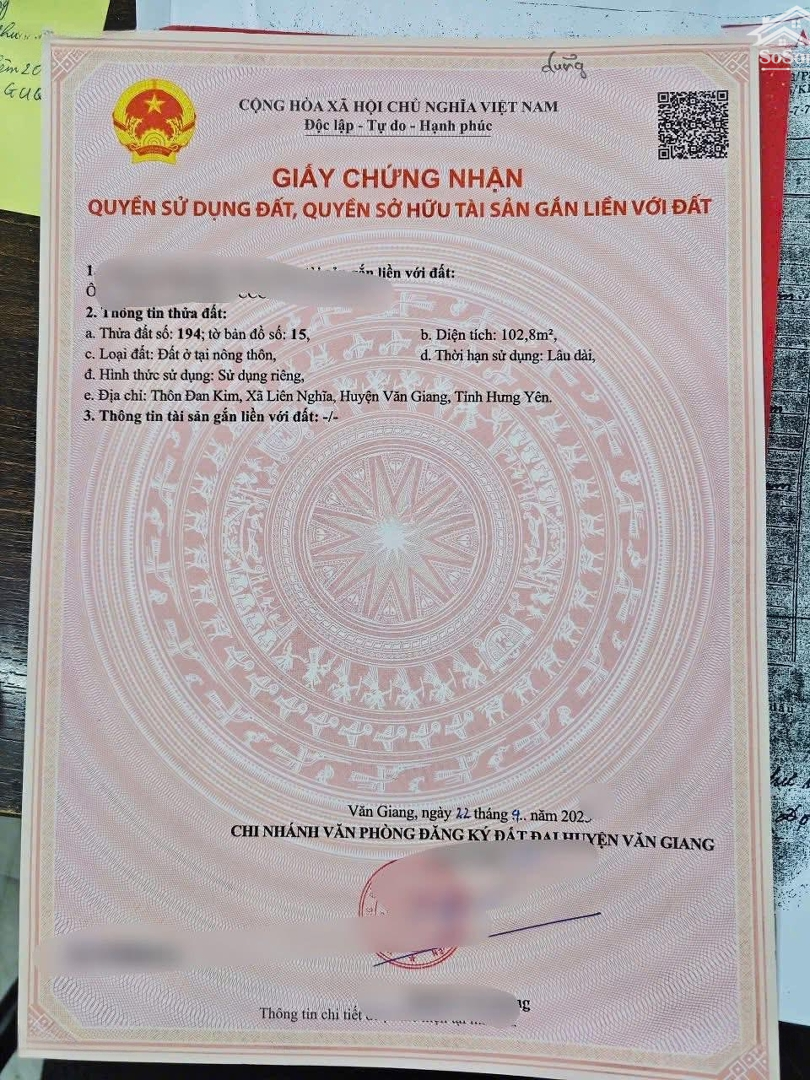 dũng
CỘNG HÒA XÃ HỘI CHỦ NGHĨA VIỆT NAM
Độc lập - Tự do - Hạnh phúc
GIẤY CHỨNG NHẬN
QUYỀN SỬ DỤNG ĐẤT, QUYỀN SỞ HỮU TÀI SẢN GẮN LIỀN VỚI ĐẤT
1. gắn liền với đất:
2. Thông tin thửa đất:
a. Thửa đất số: 194; tờ bản đồ số: 15, b. Diện tích: 102,8m²,
c. Loại đất: Đất ở tại nông thôn, d. Thời hạn sử dụng: Lâu dài,
đ. Hình thức sử dụng: Sử dụng riêng,
e. Địa chỉ: Thôn Đan Kim, Xã Liên Nghĩa, Huyện Văn Giang, Tỉnh Hưng Yên.
3. Thông tin tài sản gắn liền với đất: -/-
Văn Giang, ngày 22 tháng 4.. năm 202
CHI NHÁNH VĂN PHÒNG ĐĂNG KÝ ĐẤT ĐAI HUYỆN VĂN GIANG
Thông tin chi tiết